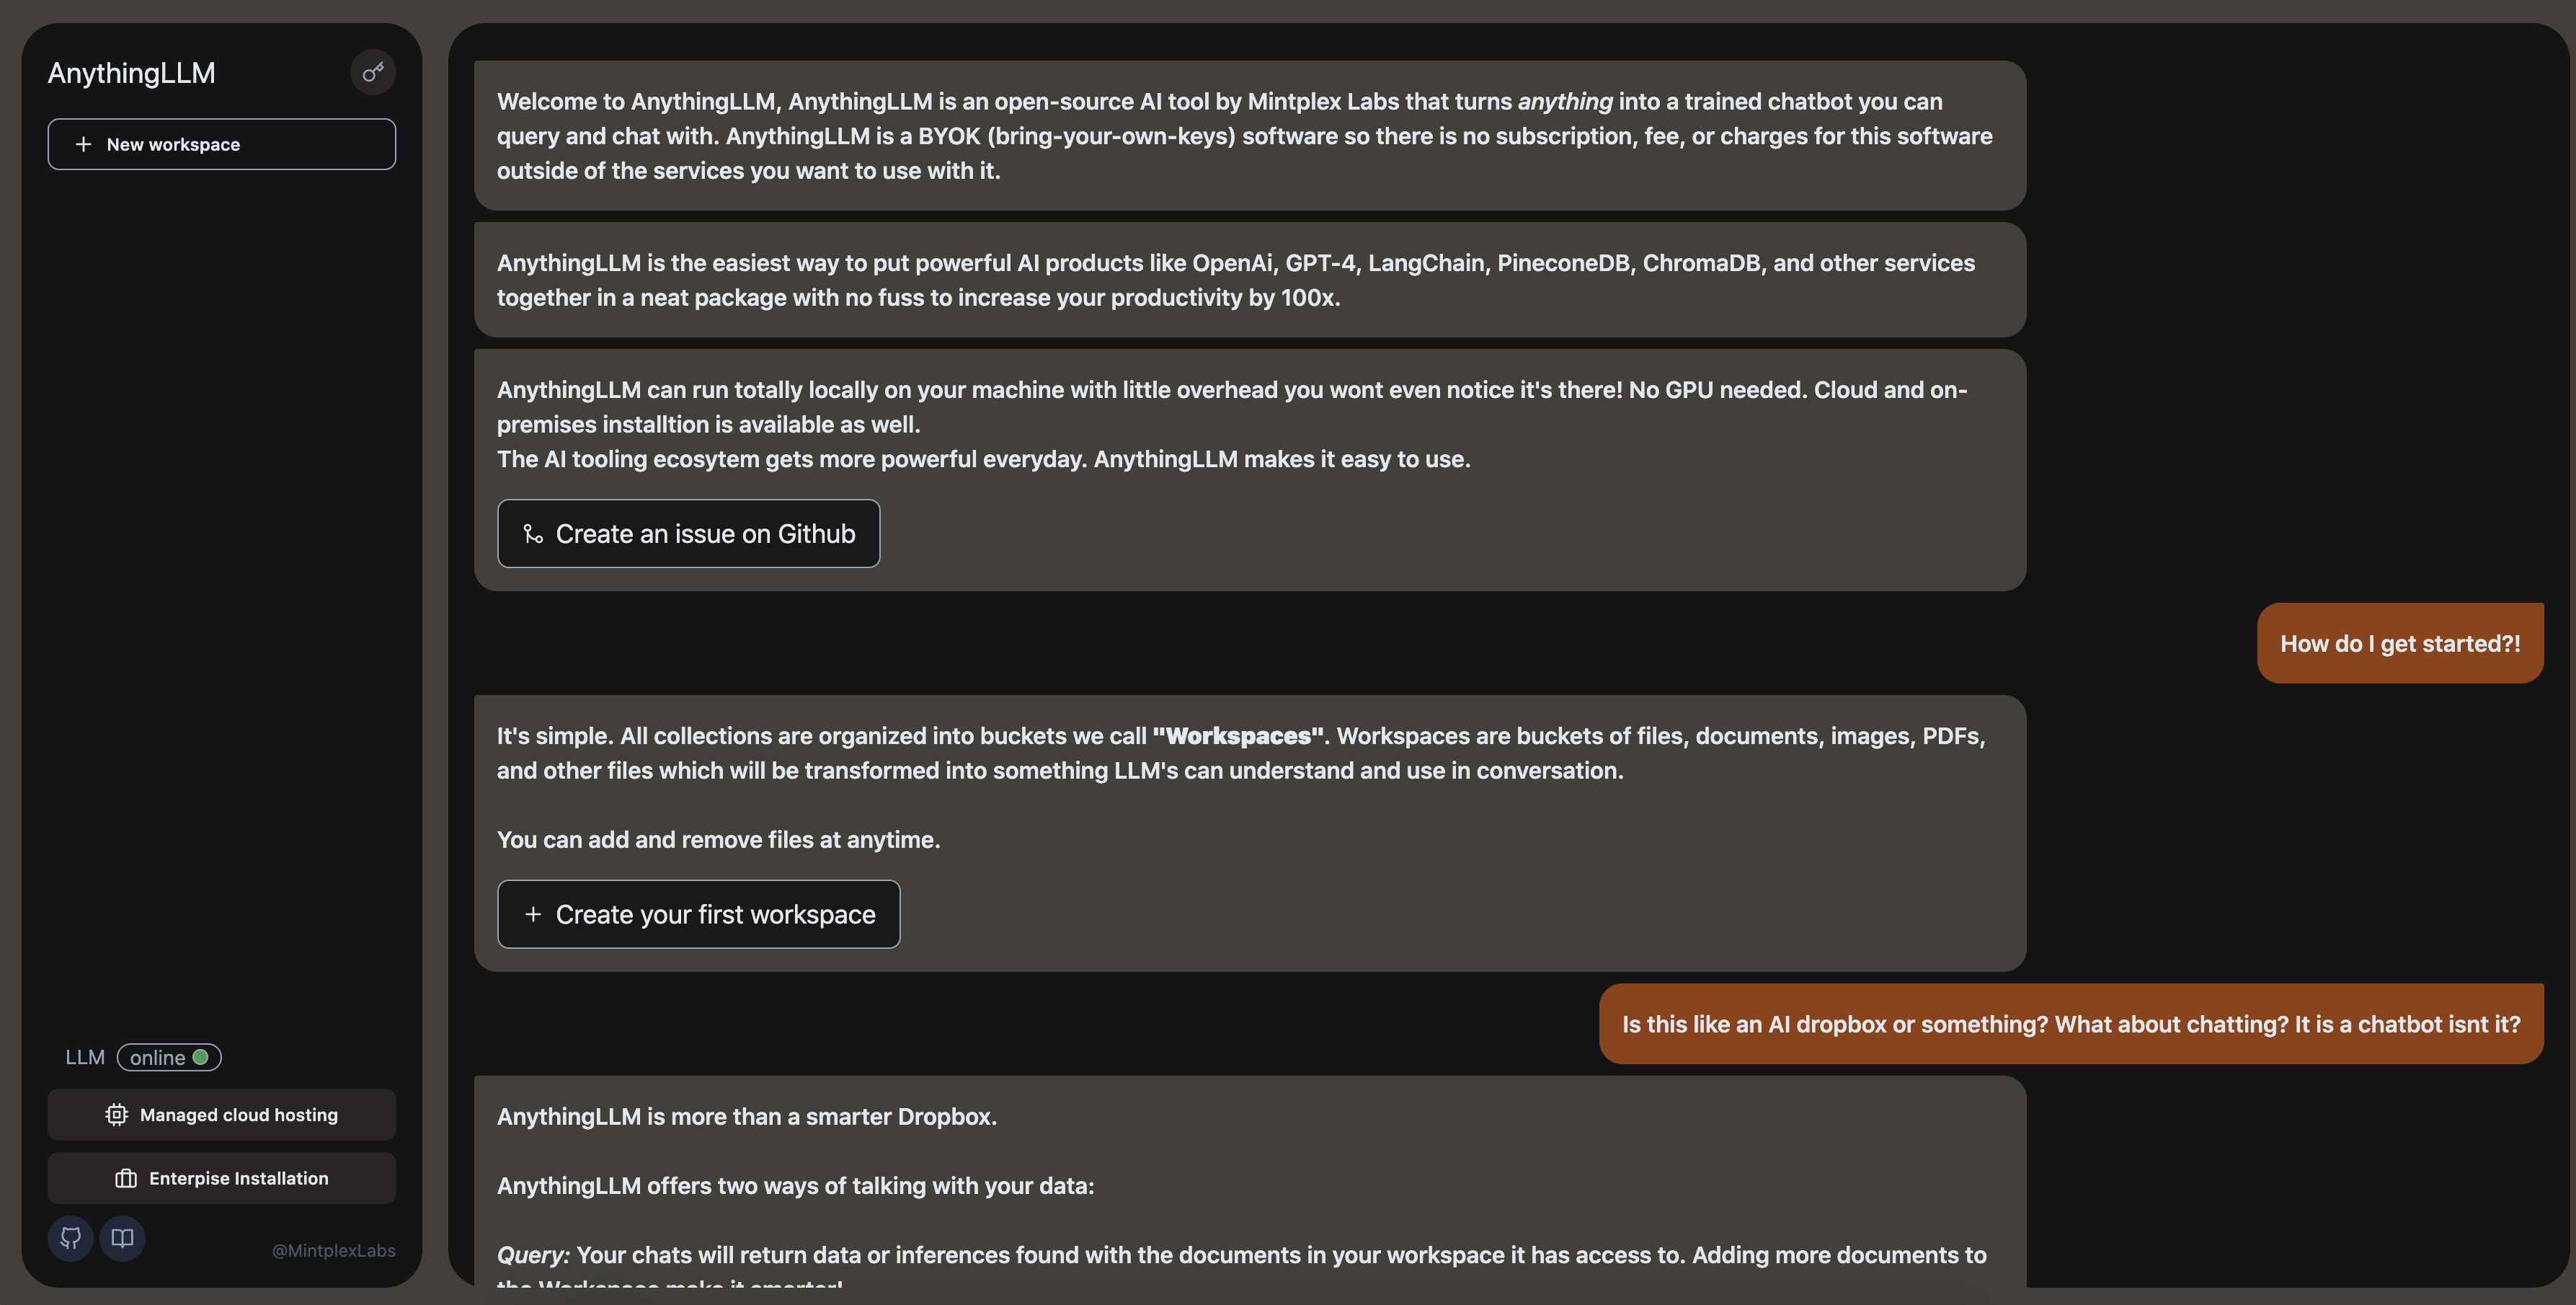 AnythingLLM
New workspace
LLM online
Managed cloud hosting
Enterpise Installation
@MintplexLabs
Welcome to AnythingLLM, AnythingLLM is an open-source AI tool by Mintplex Labs that turns anything into a trained chatbot you can
query and chat with. AnythingLLM is a BYOK (bring-your-own-keys) software so there is no subscription, fee, or charges for this software
outside of the services you want to use with it.
AnythingLLM is the easiest way to put powerful AI products like OpenAi, GPT-4, LangChain, PineconeDB, ChromaDB, and other services
together in a neat package with no fuss to increase your productivity by 100x.
AnythingLLM can run totally locally on your machine with little overhead you wont even notice it's there! No GPU needed. Cloud and on-
premises installtion is available as well.
The AI tooling ecosytem gets more powerful everyday. AnythingLLM makes it easy to use.
Create an issue on Github
How do I get started?!
It's simple. All collections are organized into buckets we call "Workspaces". Workspaces are buckets of files, documents, images, PDFs,
and other files which will be transformed into something LLM's can understand and use in conversation.
You can add and remove files at anytime.
Create your first workspace
Is this like an AI dropbox or something? What about chatting? It is a chatbot isnt it?
AnythingLLM is more than a smarter Dropbox.
AnythingLLM offers two ways of talking with your data:
Query: Your chats will return data or inferences found with the documents in your workspace it has access to. Adding more documents to
the Workspace make it smarter!